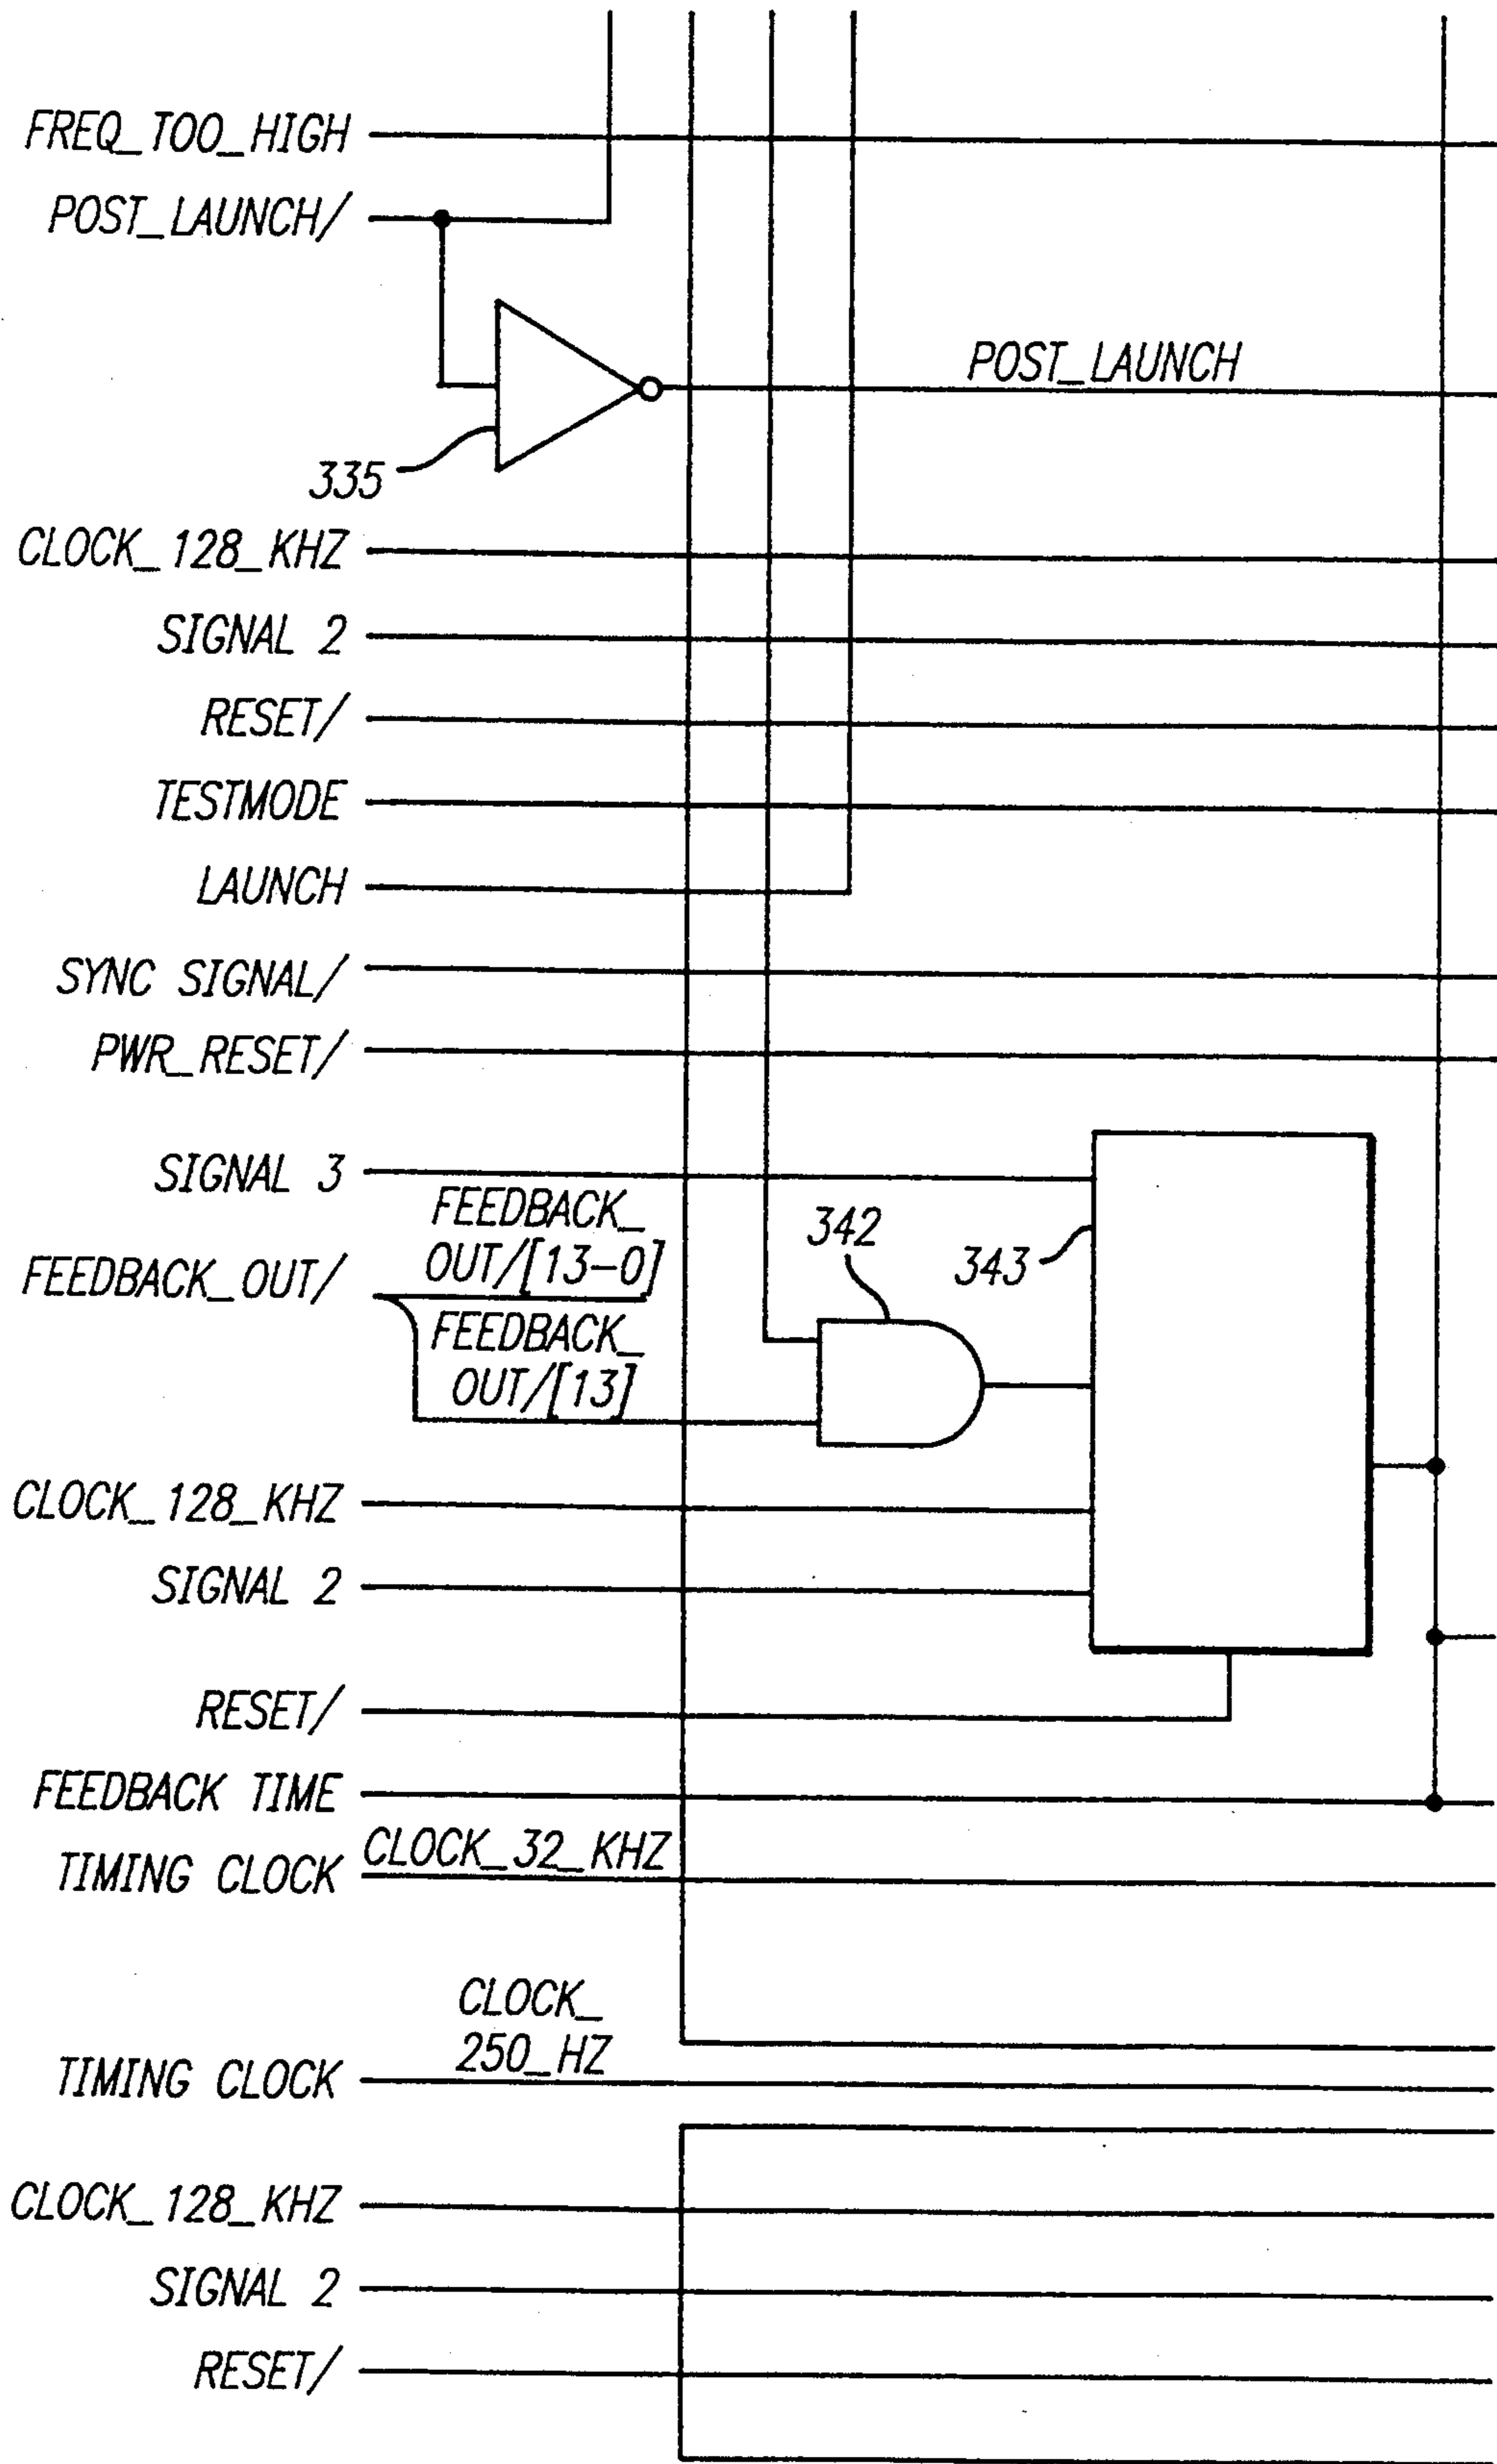 FREQ_TOO_HIGH
POST_LAUNCH/
POST_LAUNCH
335
CLOCK_128_KHZ
SIGNAL 2
RESET/
TESTMODE
LAUNCH
SYNC SIGNAL/
PWR_RESET/
SIGNAL 3
FEEDBACK_
OUT/[13-0]
342
343
FEEDBACK_OUT/
FEEDBACK_
OUT/[13]
CLOCK_128_KHZ
SIGNAL 2
RESET/
FEEDBACK TIME
TIMING CLOCK
CLOCK_32_KHZ
CLOCK_
250_HZ
TIMING CLOCK
CLOCK_128_KHZ
SIGNAL 2
RESET/